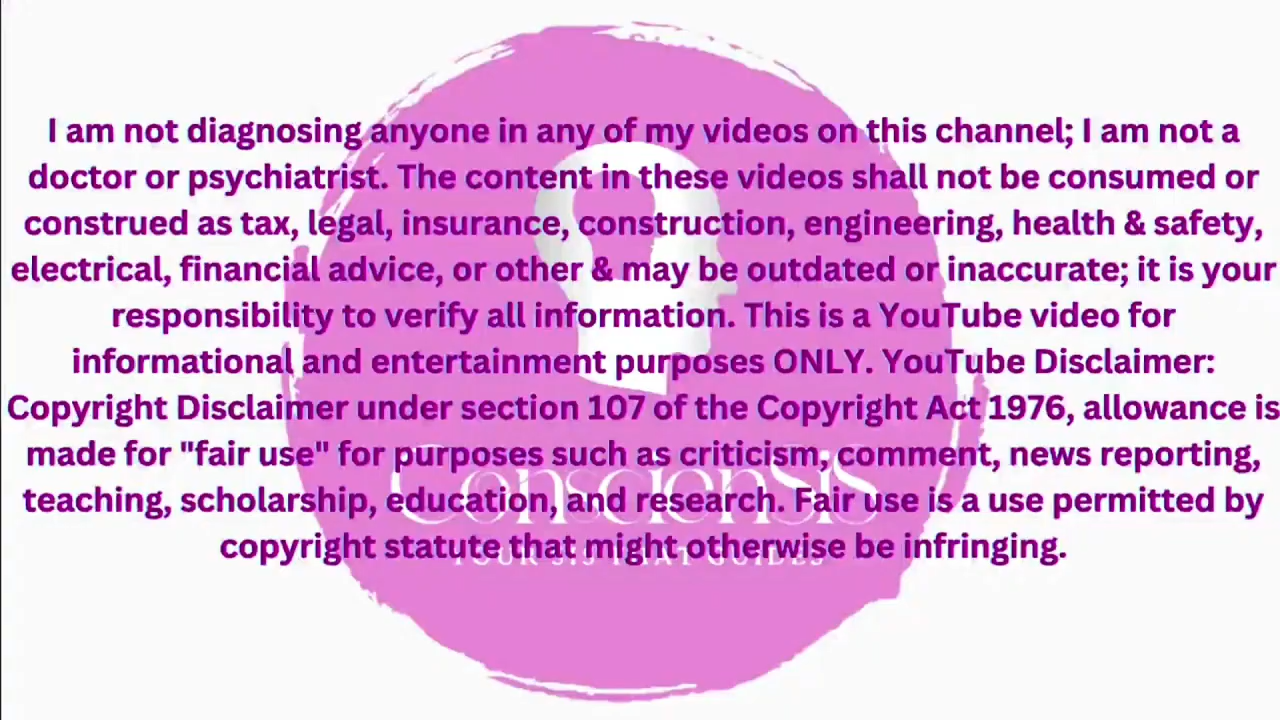 I am not diagnosing anyone in any of my videos on this channel; I am not a
doctor or psychiatrist. The content in these videos shall not be consumed or
construed as tax, legal, insurance, construction, engineering, health & safety,
electrical, financial advice, or other & may be outdated or inaccurate; it is your
responsibility to verify all information. This is a YouTube video for
informational and entertainment purposes ONLY. YouTube Disclaimer:
Copyright Disclaimer under section 107 of the Copyright Act 1976, allowance is
made for "fair use" for purposes such as criticism, comment, news reporting,
teaching, scholarship, education, and research. Fair use is a use permitted by
copyright statute that might otherwise be infringing.
ConscienSiS
YOUR SIS THAT GUIDES